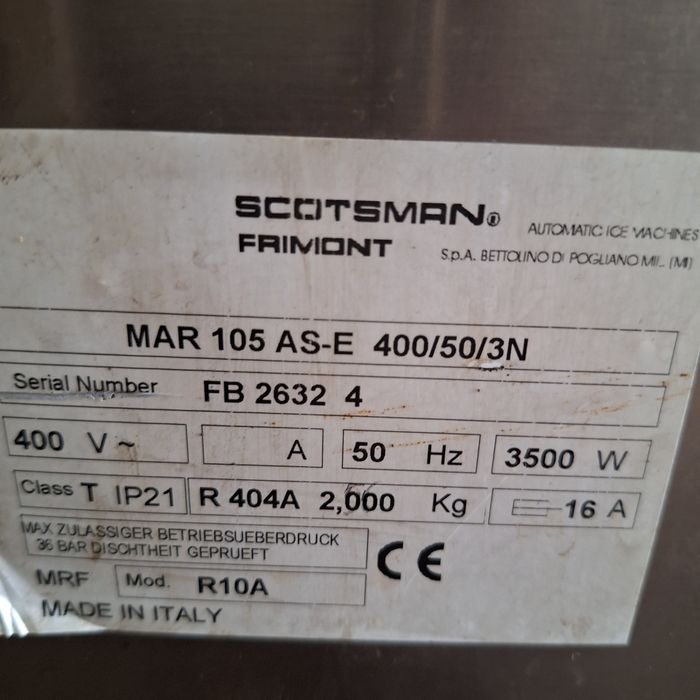 SCOTSMAN®
FRIMONT
AUTOMATIC ICE MACHINES
S.p.A. BETTOLINO DI POGLIANO MIL. (MI)
MAR 105 AS-E 400/50/3N
Serial Number FB 2632 4
400 V ~ A 50 Hz 3500 W
Class T IP21 R 404A 2,000 Kg 16 A
MAX ZULASSIGER BETRIEBSUEBERDRUCK
36 BAR DISCHTHEIT GEPRUEFT
CE
MRF Mod. R10A
MADE IN ITALY